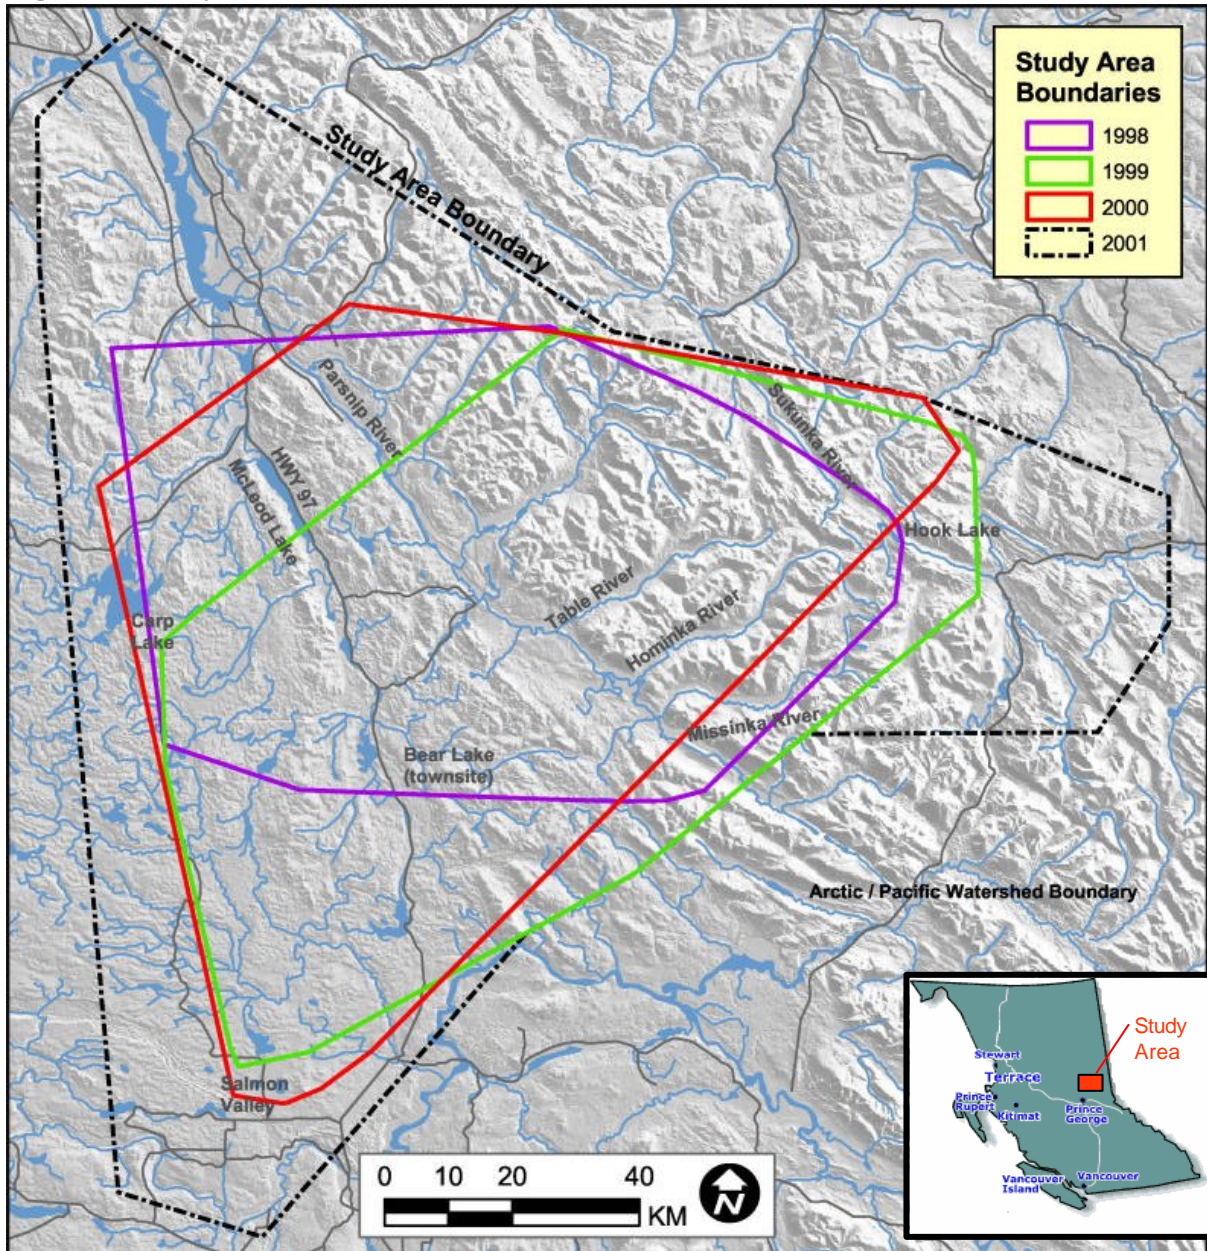 Study Area
Boundaries
1998
1999
2000
2001
Study Area Boundary
Parsnip River
Sukunka River
HWY 97
McLeod Lake
Hook Lake
Table River
Hominka River
Carp
Lake
Missinka River
Bear Lake
(townsite)
Arctic / Pacific Watershed Boundary
Salmon
Valley
0 10 20 40
KM
N
Study
Area
Stewart
Terrace
Prince
Rupert
Kitimat
Prince
George
Vancouver
Island
Vancouver